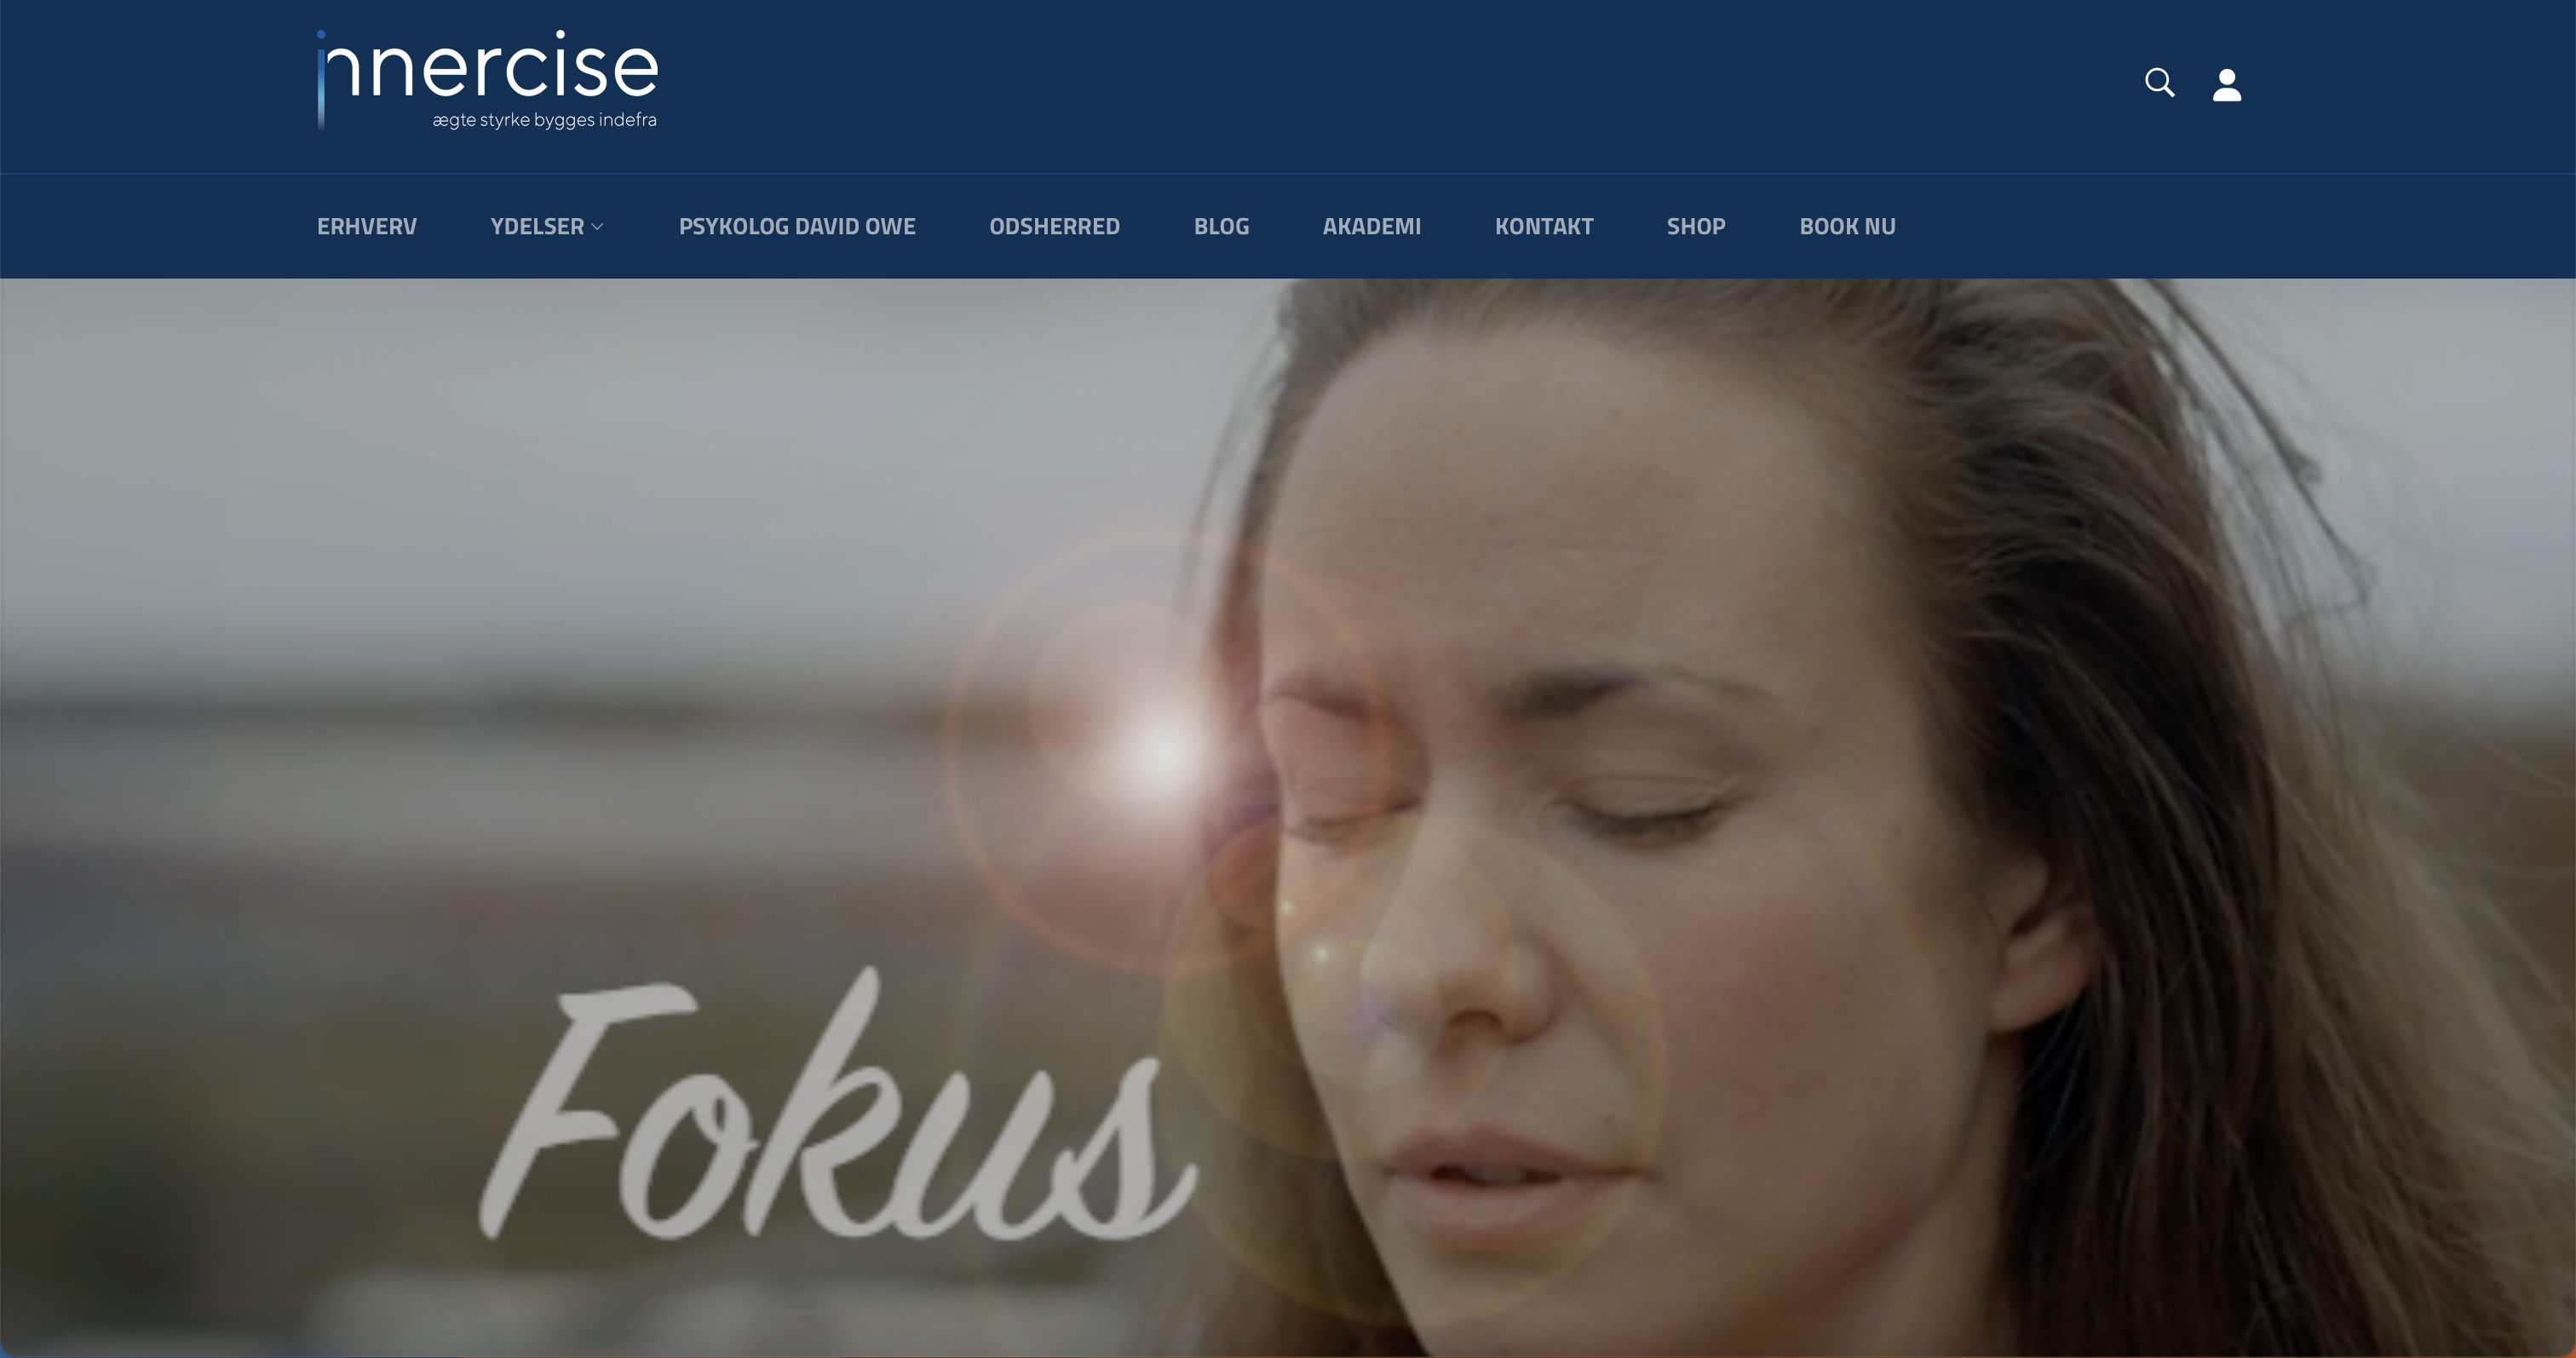 innercise
ægte styrke bygges indefra
ERHVERV YDELSER PSYKOLOG DAVID OWE ODSHERRED BLOG AKADEMI KONTAKT SHOP BOOK NU
Fokus